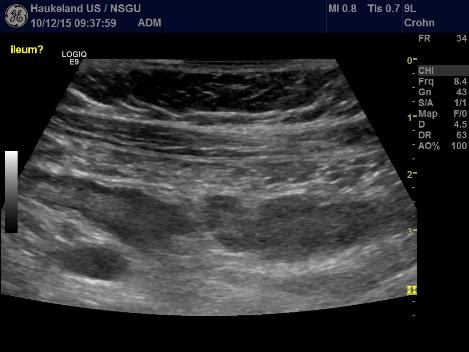 Haukeland US / NSGU
10/12/15 09:37:59 ADM
MI 0.8 TIs 0.7 9L
Crohn
ileum?
LOGIQ
E9
FR 34
CHI
Frq 8.4
Gn 43
S/A 1/1
Map F/0
D 4.5
DR 63
AO% 100
0
1
2
3